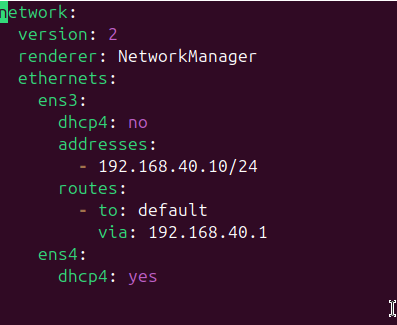 network:
  version: 2
  renderer: NetworkManager
  ethernets:
    ens3:
      dhcp4: no
      addresses:
        - 192.168.40.10/24
      routes:
        - to: default
          via: 192.168.40.1
    ens4:
      dhcp4: yes